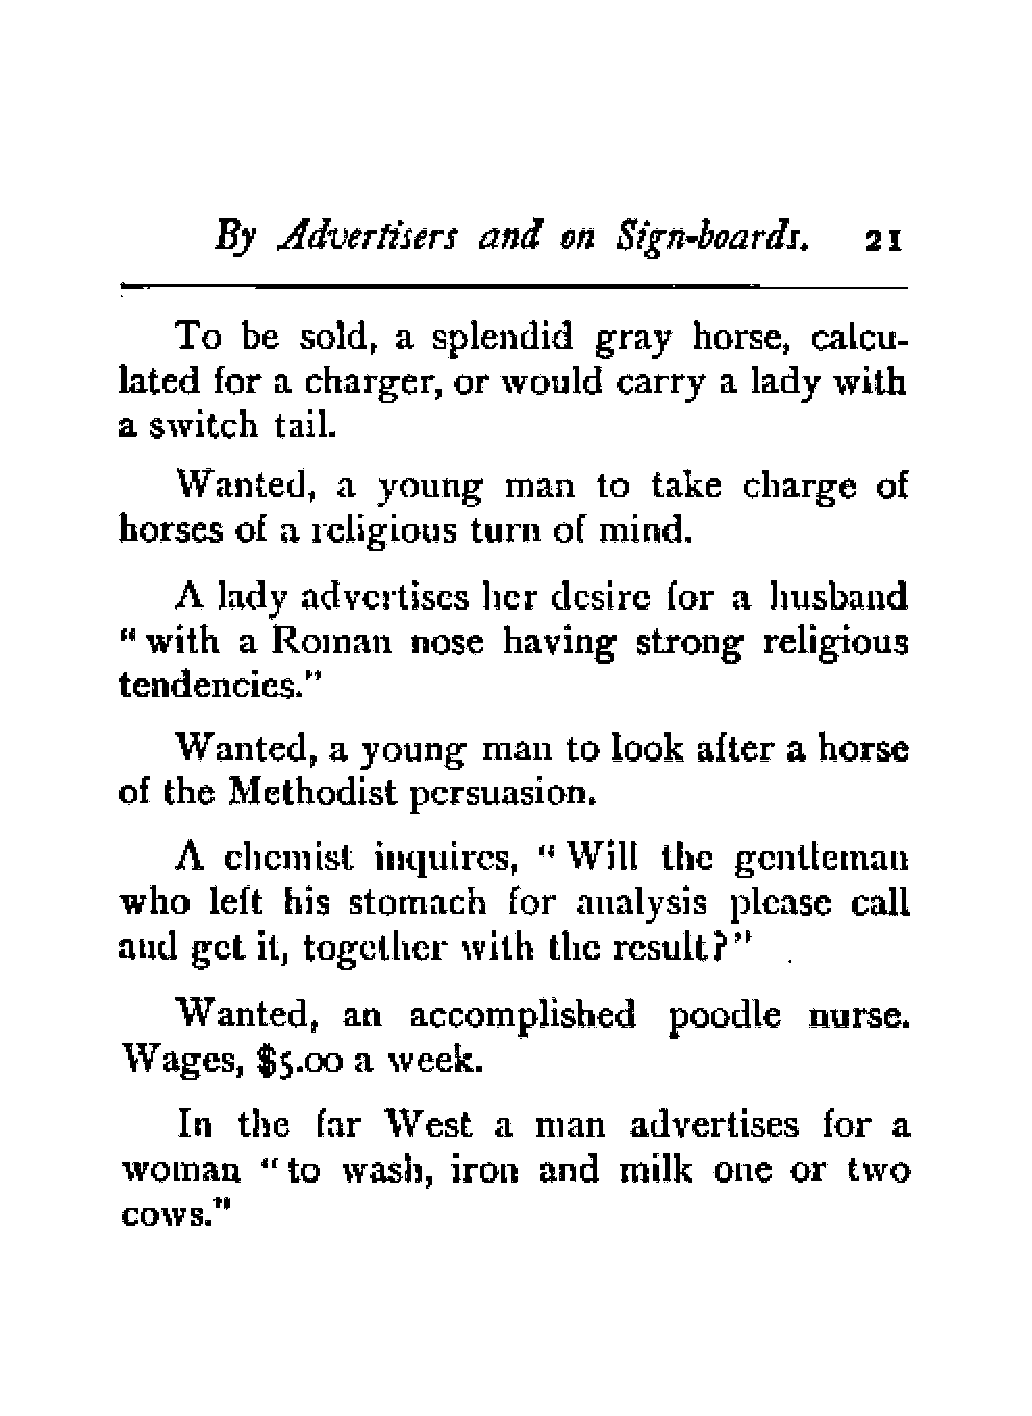 By Advertisers and on Sign-boards. 21
To be sold, a splendid gray horse, calcu-
lated for a charger, or would carry a lady with
a switch tail.
Wanted, a young man to take charge of
horses of a religious turn of mind.
A lady advertises her desire for a husband
"with a Roman nose having strong religious
tendencies."
Wanted, a young man to look after a horse
of the Methodist persuasion.
A chemist inquires, "Will the gentleman
who left his stomach for analysis please call
and get it, together with the result?"
Wanted, an accomplished poodle nurse.
Wages, $5.00 a week.
In the far West a man advertises for a
woman "to wash, iron and milk one or two
cows."